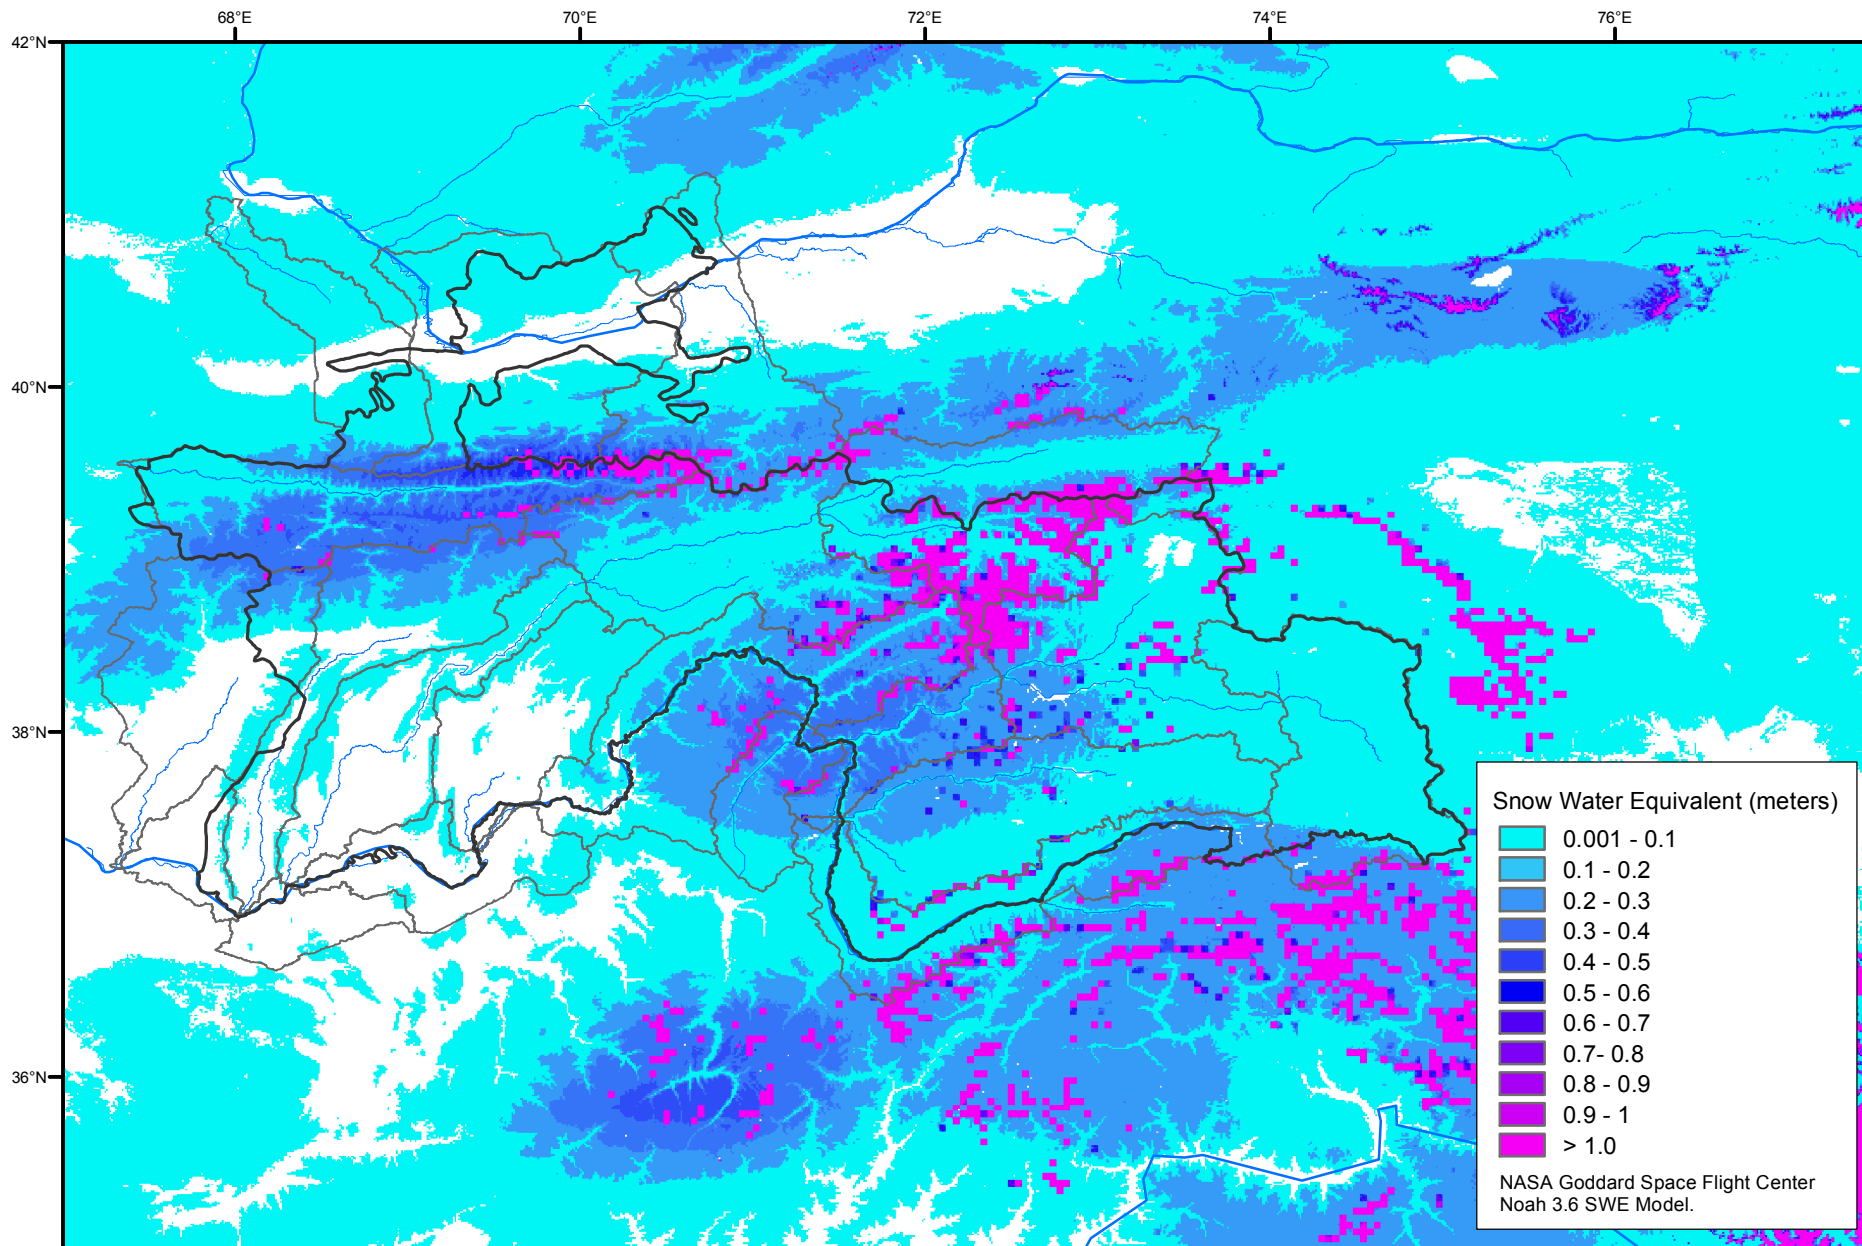 68°E 70°E 72°E 74°E 76°E
42°N
40°N
38°N
36°N
Snow Water Equivalent (meters)
0.001 - 0.1
0.1 - 0.2
0.2 - 0.3
0.3 - 0.4
0.4 - 0.5
0.5 - 0.6
0.6 - 0.7
0.7- 0.8
0.8 - 0.9
0.9 - 1
> 1.0
NASA Goddard Space Flight Center
Noah 3.6 SWE Model.